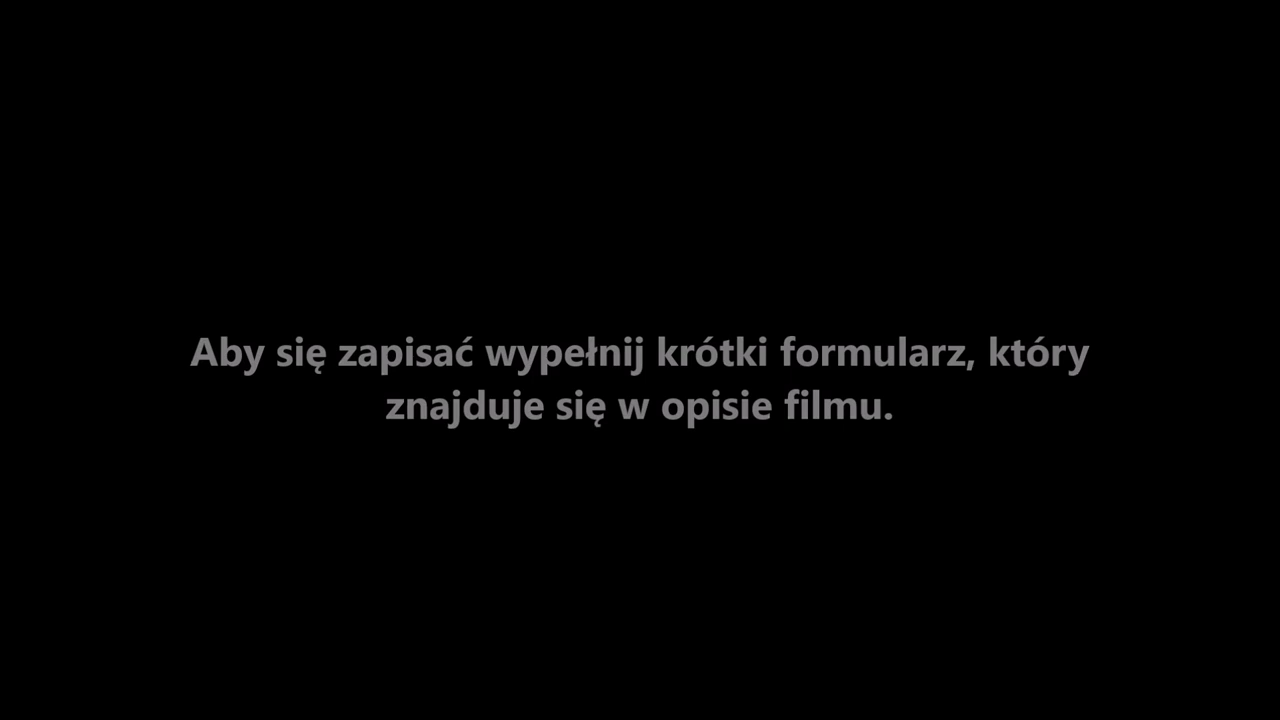 Aby się zapisać wypełnij krótki formularz, który
znajduje się w opisie filmu.